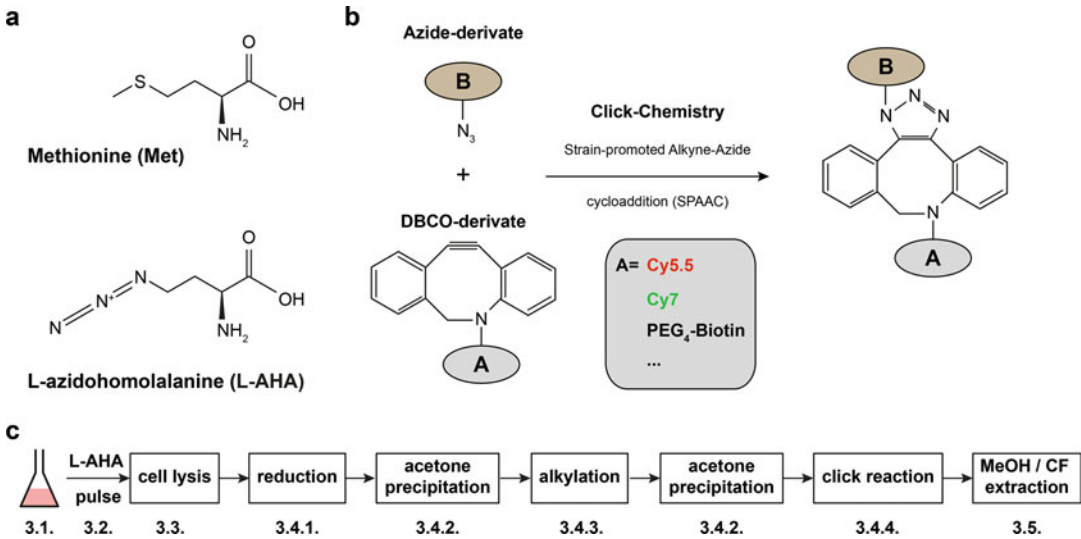 a
S
O
OH
NH2
Methionine (Met)
N
N+
N
O
OH
NH2
L-azidohomolalanine (L-AHA)
b
Azide-derivate
B
N3
+
DBCO-derivate
N
A
Click-Chemistry
Strain-promoted Alkyne-Azide
cycloaddition (SPAAC)
A= Cy5.5
Cy7
PEG4-Biotin
...
B
N
N
N
N
A
c
L-AHA
pulse
cell lysis
reduction
acetone
precipitation
alkylation
acetone
precipitation
click reaction
MeOH / CF
extraction
3.1. 3.2. 3.3. 3.4.1. 3.4.2. 3.4.3. 3.4.2. 3.4.4. 3.5.